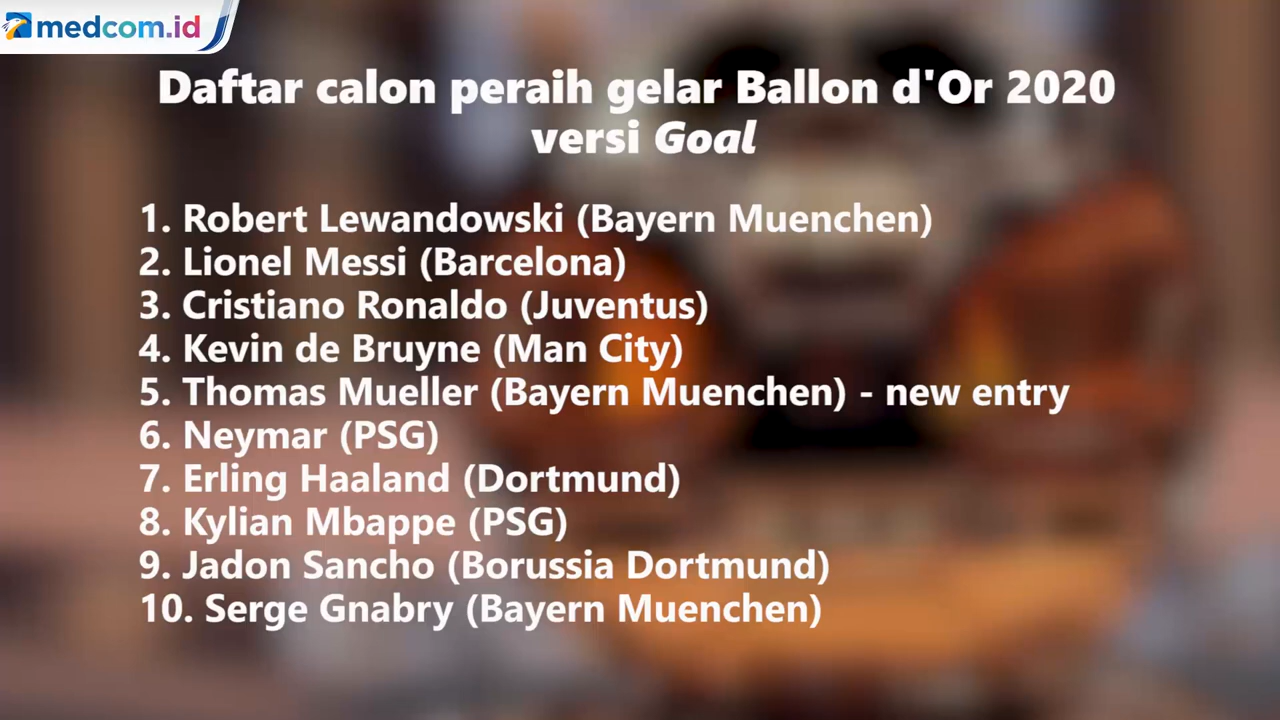 medcom.id
Daftar calon peraih gelar Ballon d'Or 2020
versi Goal
1. Robert Lewandowski (Bayern Muenchen)
2. Lionel Messi (Barcelona)
3. Cristiano Ronaldo (Juventus)
4. Kevin de Bruyne (Man City)
5. Thomas Mueller (Bayern Muenchen) - new entry
6. Neymar (PSG)
7. Erling Haaland (Dortmund)
8. Kylian Mbappe (PSG)
9. Jadon Sancho (Borussia Dortmund)
10. Serge Gnabry (Bayern Muenchen)